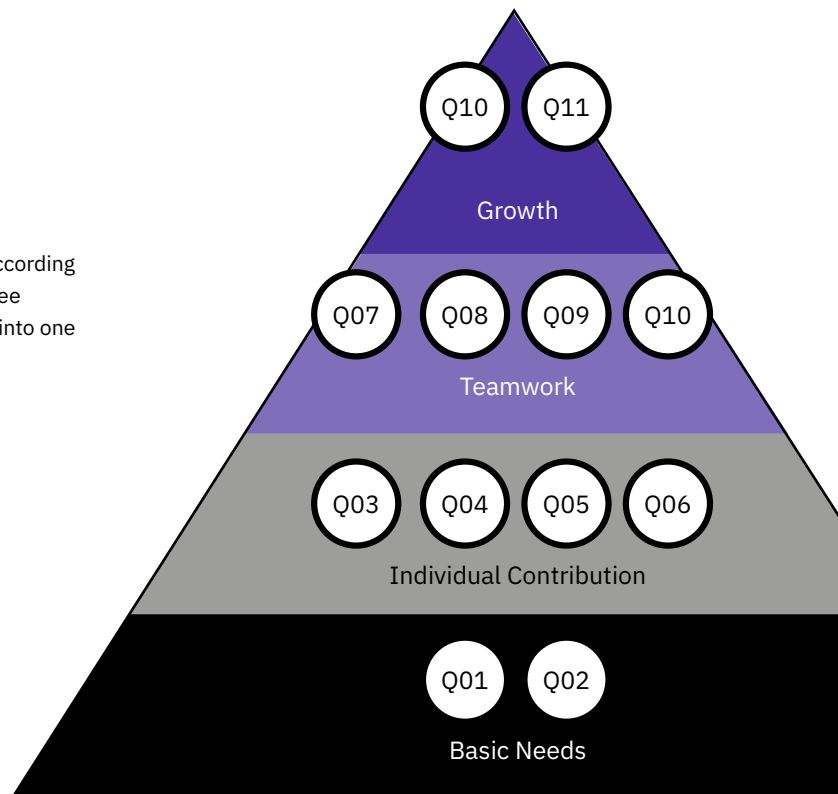 Q10 Q11
Growth
ccording
ee
into one
Q07 Q08 Q09 Q10
Teamwork
Q03 Q04 Q05 Q06
Individual Contribution
Q01 Q02
Basic Needs